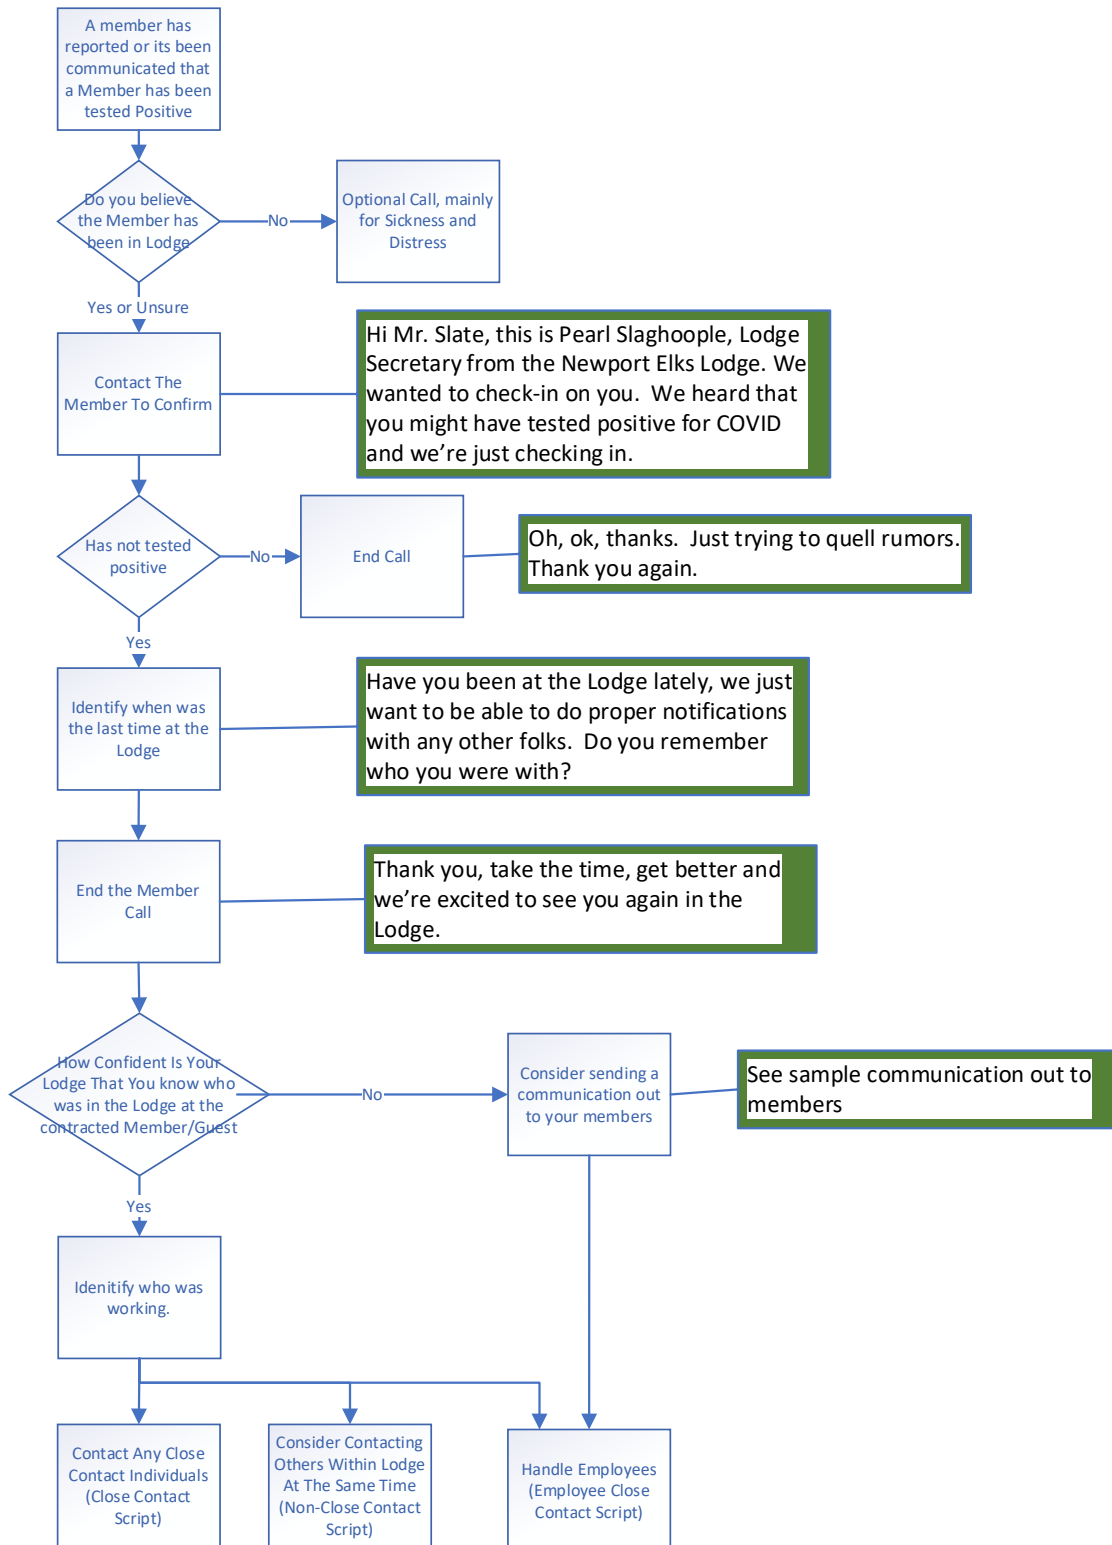 A member has
reported or its been
communicated that
a Member has been
tested Positive
Do you believe
the Member has
been in Lodge
No
Optional Call, mainly
for Sickness and
Distress
Yes or Unsure
Contact The
Member To Confirm
Hi Mr. Slate, this is Pearl Slaghoople, Lodge
Secretary from the Newport Elks Lodge. We
wanted to check-in on you.  We heard that
you might have tested positive for COVID
and we’re just checking in.
Has not tested
positive
No
End Call
Oh, ok, thanks.  Just trying to quell rumors.
Thank you again.
Yes
Identify when was
the last time at the
Lodge
Have you been at the Lodge lately, we just
want to be able to do proper notifications
with any other folks.  Do you remember
who you were with?
End the Member
Call
Thank you, take the time, get better and
we’re excited to see you again in the
Lodge.
How Confident Is Your
Lodge That You know who
was in the Lodge at the
contracted Member/Guest
No
Consider sending a
communication out
to your members
See sample communication out to
members
Yes
Idenitify who was
working.
Contact Any Close
Contact Individuals
(Close Contact
Script)
Consider Contacting
Others Within Lodge
At The Same Time
(Non-Close Contact
Script)
Handle Employees
(Employee Close
Contact Script)